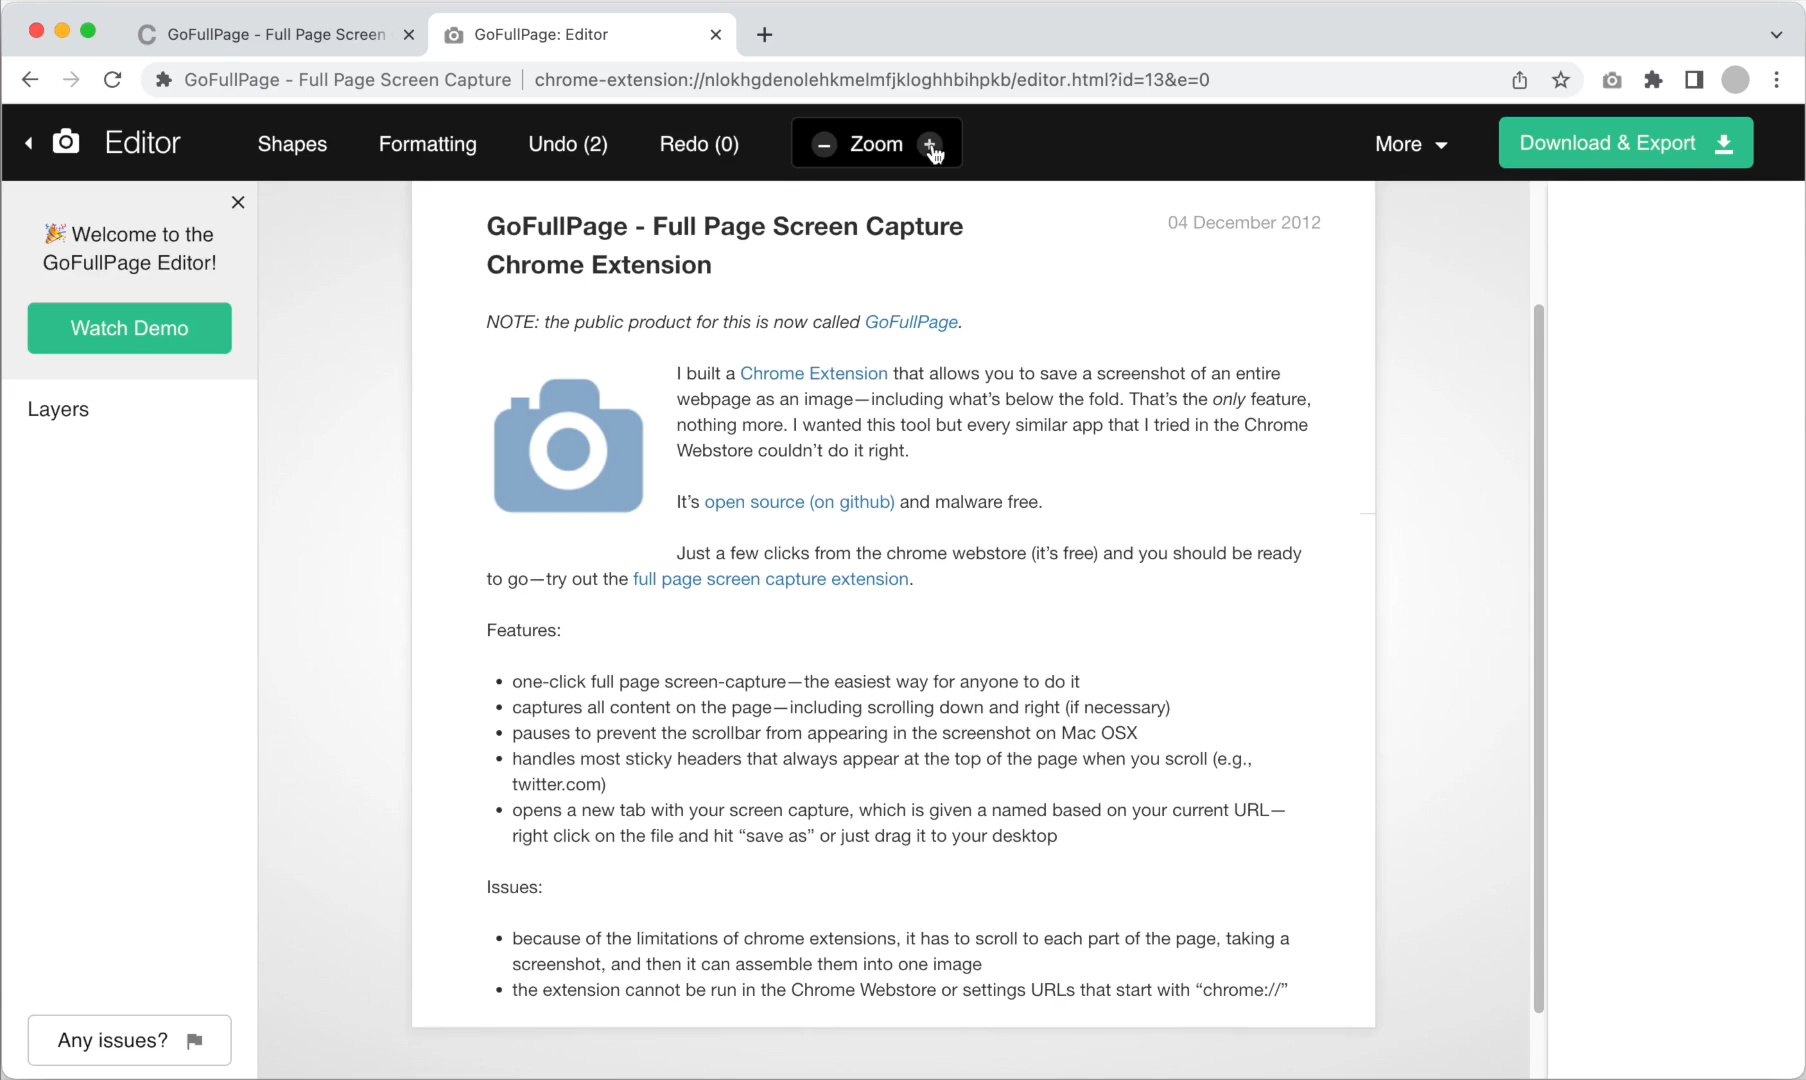 GoFullPage - Full Page Screen
GoFullPage: Editor
GoFullPage - Full Page Screen Capture
chrome-extension://nlokhgdenolehkmelmfjkloghhbihpkb/editor.html?id=13&e=0
Editor
Shapes
Formatting
Undo (2)
Redo (0)
Zoom
More
Download & Export
🎉 Welcome to the
GoFullPage Editor!
Watch Demo
Layers
Any issues?
GoFullPage - Full Page Screen Capture
Chrome Extension
04 December 2012
NOTE: the public product for this is now called GoFullPage.
I built a Chrome Extension that allows you to save a screenshot of an entire
webpage as an image—including what’s below the fold. That’s the only feature,
nothing more. I wanted this tool but every similar app that I tried in the Chrome
Webstore couldn’t do it right.
It’s open source (on github) and malware free.
Just a few clicks from the chrome webstore (it’s free) and you should be ready
to go—try out the full page screen capture extension.
Features:
• one-click full page screen-capture—the easiest way for anyone to do it
• captures all content on the page—including scrolling down and right (if necessary)
• pauses to prevent the scrollbar from appearing in the screenshot on Mac OSX
• handles most sticky headers that always appear at the top of the page when you scroll (e.g.,
twitter.com)
• opens a new tab with your screen capture, which is given a named based on your current URL—
right click on the file and hit “save as” or just drag it to your desktop
Issues:
• because of the limitations of chrome extensions, it has to scroll to each part of the page, taking a
screenshot, and then it can assemble them into one image
• the extension cannot be run in the Chrome Webstore or settings URLs that start with “chrome://”